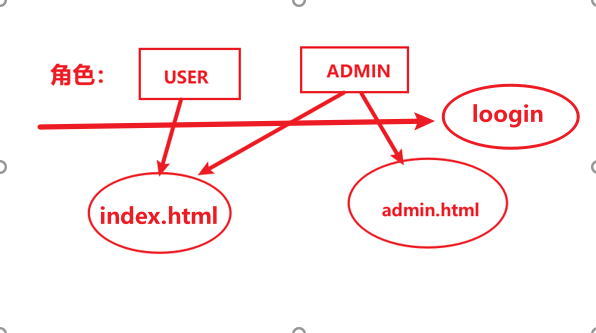 角色：
USER
ADMIN
loogin
index.html
admin.html